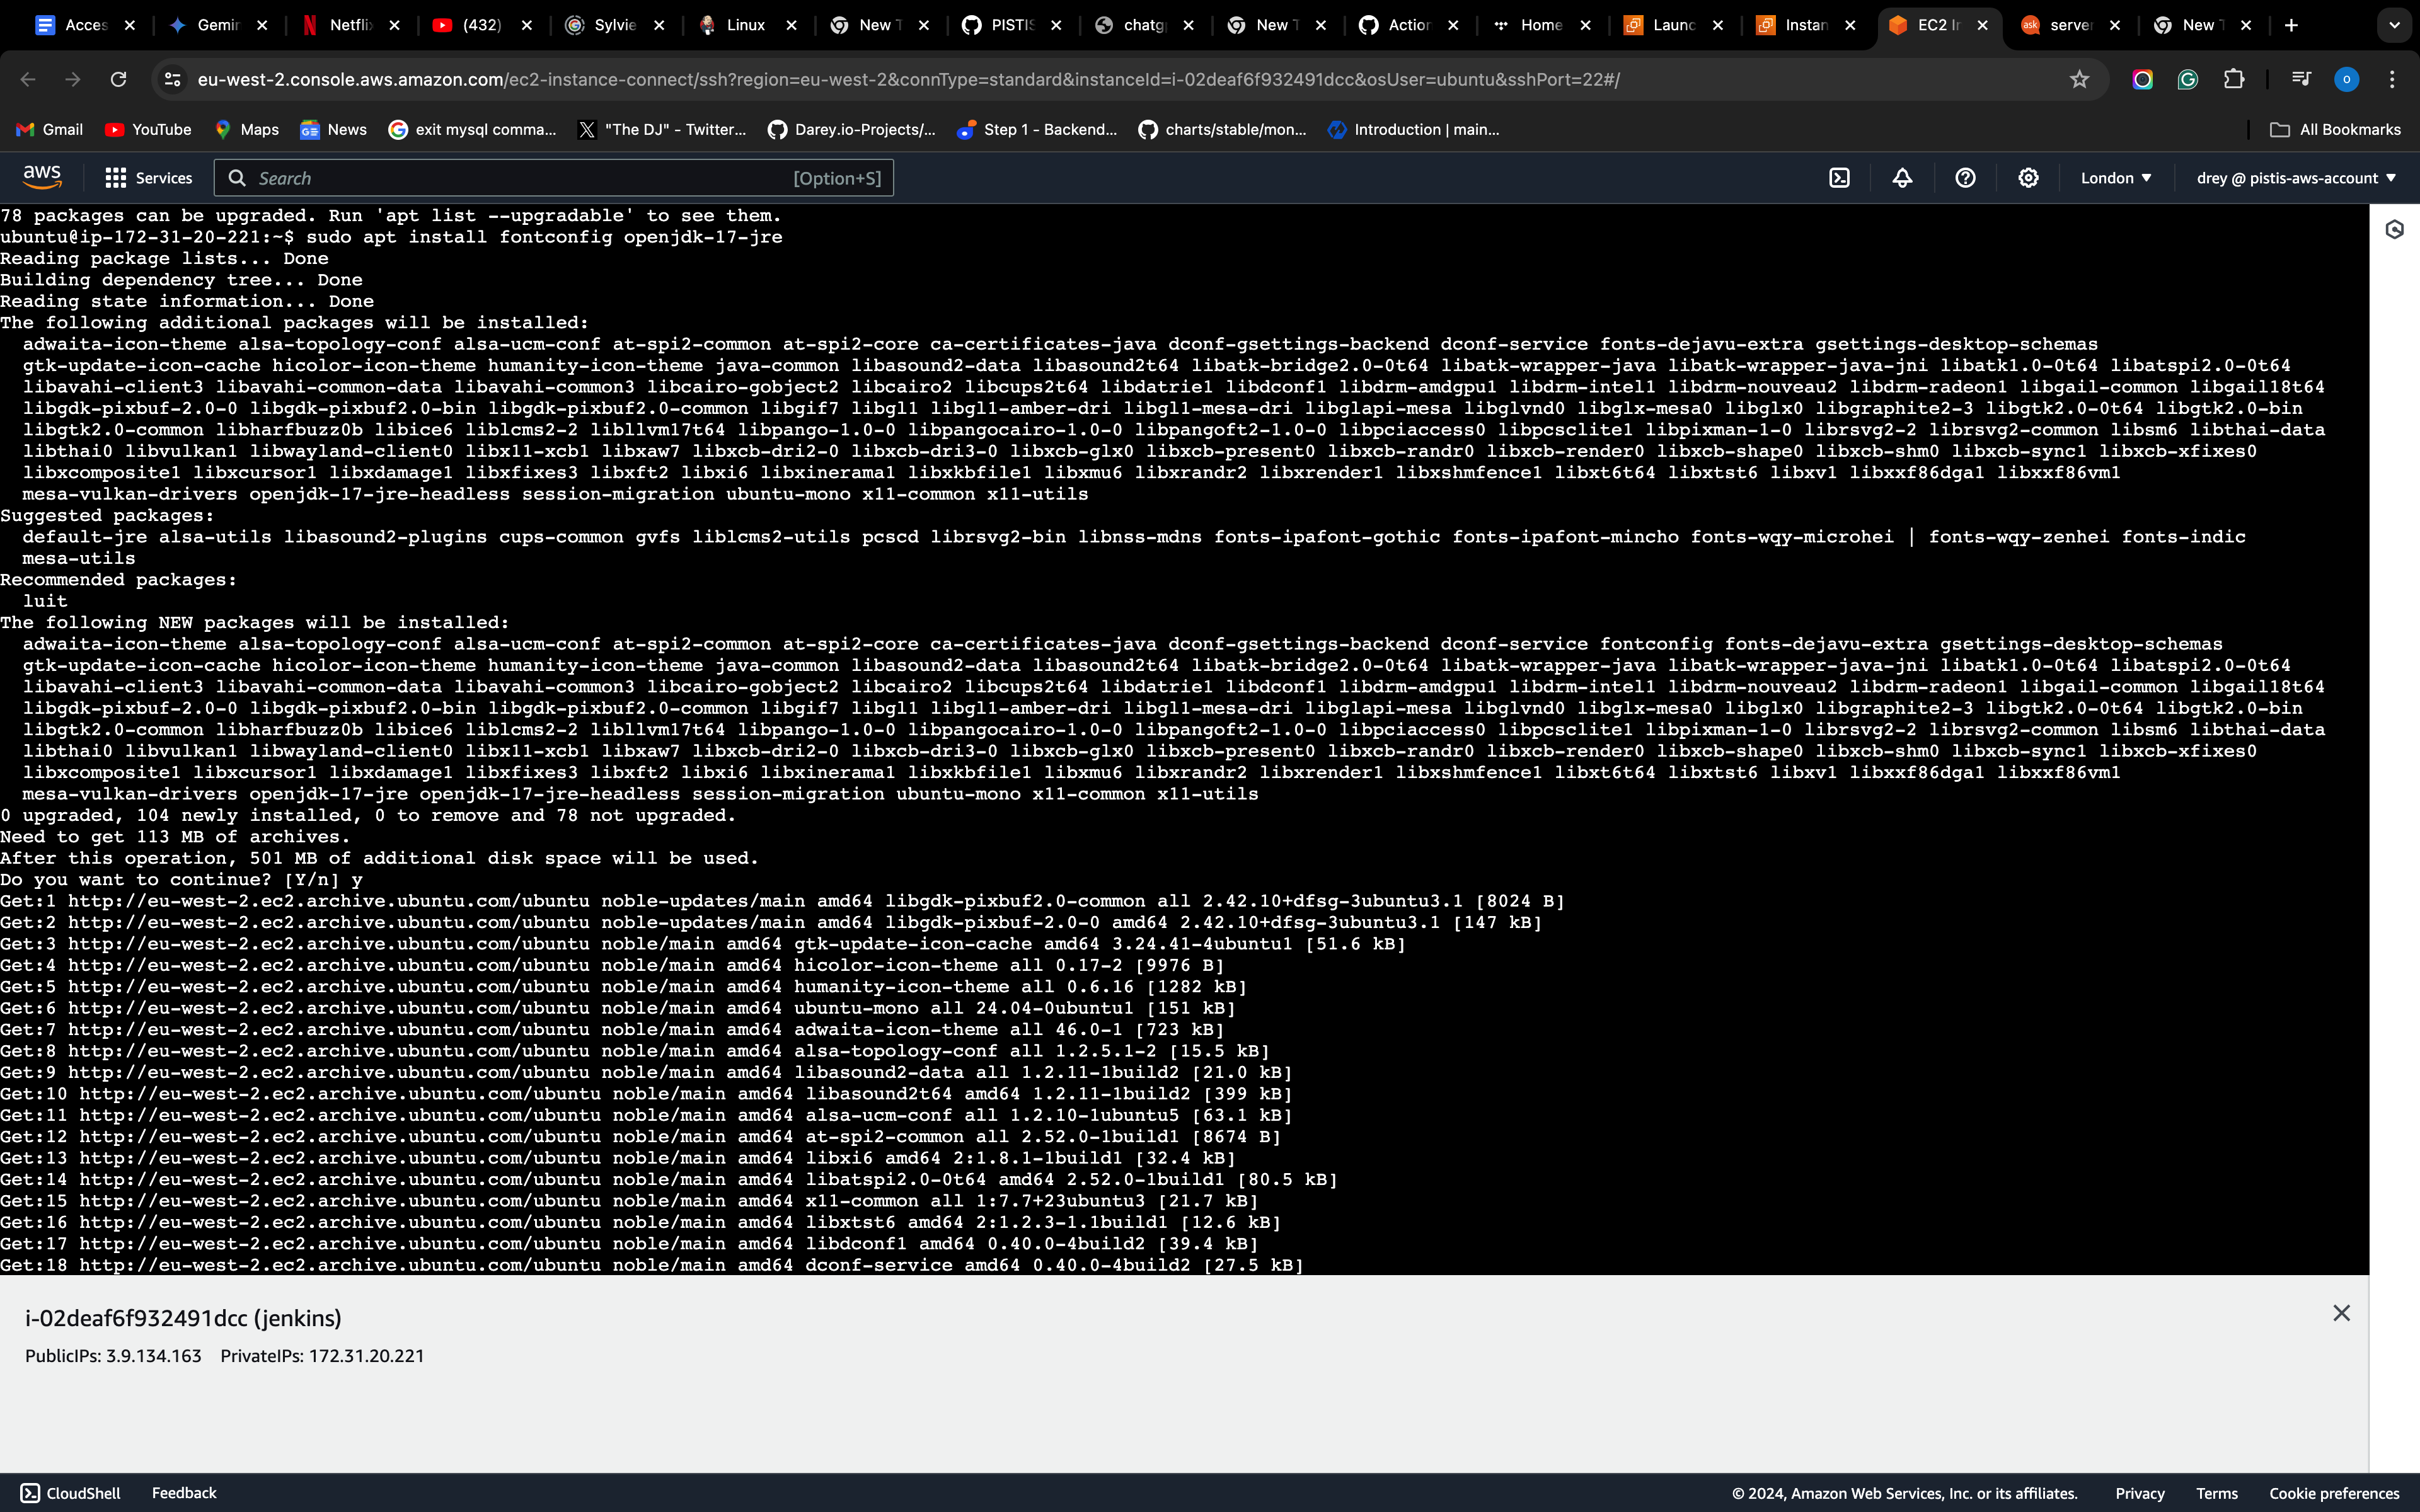 Acces
Gemin
Netflix
(432)
Sylvie
Linux
New T
PISTIS
chatg
New T
Action
Home
Launc
Instan
EC2 In
server
New T
eu-west-2.console.aws.amazon.com/ec2-instance-connect/ssh?region=eu-west-2&connType=standard&instanceId=i-02deaf6f932491dcc&osUser=ubuntu&sshPort=22#/
Gmail YouTube Maps News exit mysql comma... "The DJ" - Twitter... Darey.io-Projects/... Step 1 - Backend... charts/stable/mon... Introduction | main... All Bookmarks
aws Services Search [Option+S] London drey @ pistis-aws-account
78 packages can be upgraded. Run 'apt list --upgradable' to see them.
ubuntu@ip-172-31-20-221:~$ sudo apt install fontconfig openjdk-17-jre
Reading package lists... Done
Building dependency tree... Done
Reading state information... Done
The following additional packages will be installed:
adwaita-icon-theme alsa-topology-conf alsa-ucm-conf at-spi2-common at-spi2-core ca-certificates-java dconf-gsettings-backend dconf-service fonts-dejavu-extra gsettings-desktop-schemas
gtk-update-icon-cache hicolor-icon-theme humanity-icon-theme java-common libasound2-data libasound2t64 libatk-bridge2.0-0t64 libatk-wrapper-java libatk-wrapper-java-jni libatk1.0-0t64 libatspi2.0-0t64
libavahi-client3 libavahi-common-data libavahi-common3 libcairo-gobject2 libcairo2 libcups2t64 libdatrie1 libdconf1 libdrm-amdgpu1 libdrm-intel1 libdrm-nouveau2 libdrm-radeon1 libgail-common libgail18t64
libgdk-pixbuf-2.0-0 libgdk-pixbuf2.0-bin libgdk-pixbuf2.0-common libgif7 libgl1 libgl1-amber-dri libgl1-mesa-dri libglapi-mesa libglvnd0 libglx-mesa0 libglx0 libgraphite2-3 libgtk2.0-0t64 libgtk2.0-bin
libgtk2.0-common libharfbuzz0b libice6 liblcms2-2 libllvm17t64 libpango-1.0-0 libpangocairo-1.0-0 libpangoft2-1.0-0 libpciaccess0 libpcsclite1 libpixman-1-0 librsvg2-2 librsvg2-common libsm6 libthai-data
libthai0 libvulkan1 libwayland-client0 libx11-xcb1 libxaw7 libxcb-dri2-0 libxcb-dri3-0 libxcb-glx0 libxcb-present0 libxcb-randr0 libxcb-render0 libxcb-shape0 libxcb-shm0 libxcb-sync1 libxcb-xfixes0
libxcomposite1 libxcursor1 libxdamage1 libxfixes3 libxft2 libxi6 libxinerama1 libxkbfile1 libxmu6 libxrandr2 libxrender1 libxshmfence1 libxt6t64 libxtst6 libxv1 libxxf86dga1 libxxf86vm1
mesa-vulkan-drivers openjdk-17-jre-headless session-migration ubuntu-mono x11-common x11-utils
Suggested packages:
default-jre alsa-utils libasound2-plugins cups-common gvfs liblcms2-utils pcscd librsvg2-bin libnss-mdns fonts-ipafont-gothic fonts-ipafont-mincho fonts-wqy-microhei | fonts-wqy-zenhei fonts-indic
mesa-utils
Recommended packages:
luit
The following NEW packages will be installed:
adwaita-icon-theme alsa-topology-conf alsa-ucm-conf at-spi2-common at-spi2-core ca-certificates-java dconf-gsettings-backend dconf-service fontconfig fonts-dejavu-extra gsettings-desktop-schemas
gtk-update-icon-cache hicolor-icon-theme humanity-icon-theme java-common libasound2-data libasound2t64 libatk-bridge2.0-0t64 libatk-wrapper-java libatk-wrapper-java-jni libatk1.0-0t64 libatspi2.0-0t64
libavahi-client3 libavahi-common-data libavahi-common3 libcairo-gobject2 libcairo2 libcups2t64 libdatrie1 libdconf1 libdrm-amdgpu1 libdrm-intel1 libdrm-nouveau2 libdrm-radeon1 libgail-common libgail18t64
libgdk-pixbuf-2.0-0 libgdk-pixbuf2.0-bin libgdk-pixbuf2.0-common libgif7 libgl1 libgl1-amber-dri libgl1-mesa-dri libglapi-mesa libglvnd0 libglx-mesa0 libglx0 libgraphite2-3 libgtk2.0-0t64 libgtk2.0-bin
libgtk2.0-common libharfbuzz0b libice6 liblcms2-2 libllvm17t64 libpango-1.0-0 libpangocairo-1.0-0 libpangoft2-1.0-0 libpciaccess0 libpcsclite1 libpixman-1-0 librsvg2-2 librsvg2-common libsm6 libthai-data
libthai0 libvulkan1 libwayland-client0 libx11-xcb1 libxaw7 libxcb-dri2-0 libxcb-dri3-0 libxcb-glx0 libxcb-present0 libxcb-randr0 libxcb-render0 libxcb-shape0 libxcb-shm0 libxcb-sync1 libxcb-xfixes0
libxcomposite1 libxcursor1 libxdamage1 libxfixes3 libxft2 libxi6 libxinerama1 libxkbfile1 libxmu6 libxrandr2 libxrender1 libxshmfence1 libxt6t64 libxtst6 libxv1 libxxf86dga1 libxxf86vm1
mesa-vulkan-drivers openjdk-17-jre openjdk-17-jre-headless session-migration ubuntu-mono x11-common x11-utils
0 upgraded, 104 newly installed, 0 to remove and 78 not upgraded.
Need to get 113 MB of archives.
After this operation, 501 MB of additional disk space will be used.
Do you want to continue? [Y/n] y
Get:1 http://eu-west-2.ec2.archive.ubuntu.com/ubuntu noble-updates/main amd64 libgdk-pixbuf2.0-common all 2.42.10+dfsg-3ubuntu3.1 [8024 B]
Get:2 http://eu-west-2.ec2.archive.ubuntu.com/ubuntu noble-updates/main amd64 libgdk-pixbuf-2.0-0 amd64 2.42.10+dfsg-3ubuntu3.1 [147 kB]
Get:3 http://eu-west-2.ec2.archive.ubuntu.com/ubuntu noble/main amd64 gtk-update-icon-cache amd64 3.24.41-4ubuntu1 [51.6 kB]
Get:4 http://eu-west-2.ec2.archive.ubuntu.com/ubuntu noble/main amd64 hicolor-icon-theme all 0.17-2 [9976 B]
Get:5 http://eu-west-2.ec2.archive.ubuntu.com/ubuntu noble/main amd64 humanity-icon-theme all 0.6.16 [1282 kB]
Get:6 http://eu-west-2.ec2.archive.ubuntu.com/ubuntu noble/main amd64 ubuntu-mono all 24.04-0ubuntu1 [151 kB]
Get:7 http://eu-west-2.ec2.archive.ubuntu.com/ubuntu noble/main amd64 adwaita-icon-theme all 46.0-1 [723 kB]
Get:8 http://eu-west-2.ec2.archive.ubuntu.com/ubuntu noble/main amd64 alsa-topology-conf all 1.2.5.1-2 [15.5 kB]
Get:9 http://eu-west-2.ec2.archive.ubuntu.com/ubuntu noble/main amd64 libasound2-data all 1.2.11-1build2 [21.0 kB]
Get:10 http://eu-west-2.ec2.archive.ubuntu.com/ubuntu noble/main amd64 libasound2t64 amd64 1.2.11-1build2 [399 kB]
Get:11 http://eu-west-2.ec2.archive.ubuntu.com/ubuntu noble/main amd64 alsa-ucm-conf all 1.2.10-1ubuntu5 [63.1 kB]
Get:12 http://eu-west-2.ec2.archive.ubuntu.com/ubuntu noble/main amd64 at-spi2-common all 2.52.0-1build1 [8674 B]
Get:13 http://eu-west-2.ec2.archive.ubuntu.com/ubuntu noble/main amd64 libxi6 amd64 2:1.8.1-1build1 [32.4 kB]
Get:14 http://eu-west-2.ec2.archive.ubuntu.com/ubuntu noble/main amd64 libatspi2.0-0t64 amd64 2.52.0-1build1 [80.5 kB]
Get:15 http://eu-west-2.ec2.archive.ubuntu.com/ubuntu noble/main amd64 x11-common all 1:7.7+23ubuntu3 [21.7 kB]
Get:16 http://eu-west-2.ec2.archive.ubuntu.com/ubuntu noble/main amd64 libxtst6 amd64 2:1.2.3-1.1build1 [12.6 kB]
Get:17 http://eu-west-2.ec2.archive.ubuntu.com/ubuntu noble/main amd64 libdconf1 amd64 0.40.0-4build2 [39.4 kB]
Get:18 http://eu-west-2.ec2.archive.ubuntu.com/ubuntu noble/main amd64 dconf-service amd64 0.40.0-4build2 [27.5 kB]
i-02deaf6f932491dcc (jenkins)
PublicIPs: 3.9.134.163 PrivateIPs: 172.31.20.221
CloudShell Feedback © 2024, Amazon Web Services, Inc. or its affiliates. Privacy Terms Cookie preferences